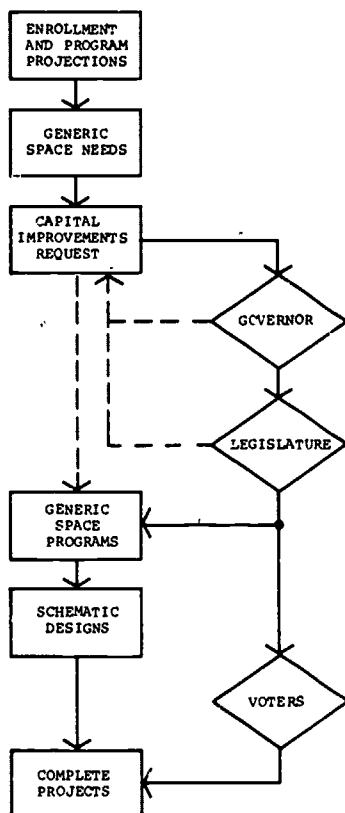 ENROLLMENT
AND PROGRAM
PROJECTIONS
GENERIC
SPACE NEEDS
CAPITAL
IMPROVEMENTS
REQUEST
GOVERNOR
LEGISLATURE
GENERIC
SPACE
PROGRAMS
SCHEMATIC
DESIGNS
VOTERS
COMPLETE
PROJECTS